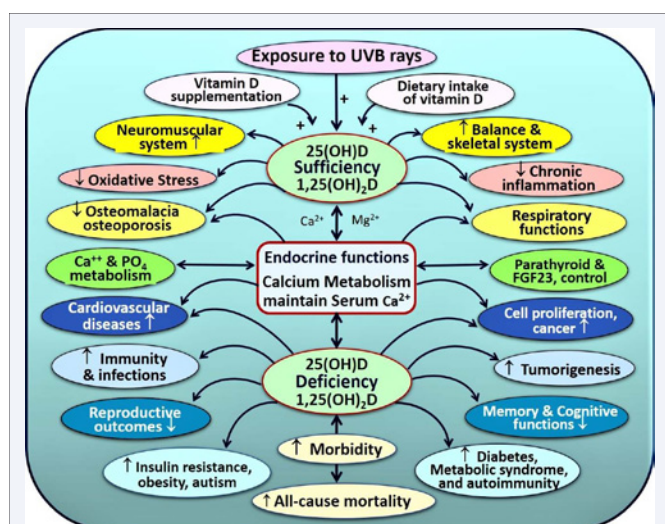 Exposure to UVB rays
Vitamin D
supplementation
Dietary intake
of vitamin D
+
+
+
Neuromuscular
system ↑
25(OH)D
Sufficiency
1,25(OH)₂D
↑ Balance &
skeletal system
↓ Oxidative Stress
↓ Chronic
inflammation
↓ Osteomalacia
osteoporosis
Ca²⁺ Mg²⁺
Respiratory
functions
Ca⁺⁺ & PO₄
metabolism
Endocrine functions
Calcium Metabolism
maintain Serum Ca²⁺
Parathyroid &
FGF23, control
Cardiovascular
diseases ↑
Cell proliferation,
cancer ↑
↑ Immunity
& infections
25(OH)D
Deficiency
1,25(OH)₂D
↑ Tumorigenesis
Reproductive
outcomes ↓
Memory & Cognitive
functions ↓
↑ Insulin resistance,
obesity, autism
↑ Morbidity
↑ Diabetes,
Metabolic syndrome,
and autoimmunity
↑ All-cause mortality